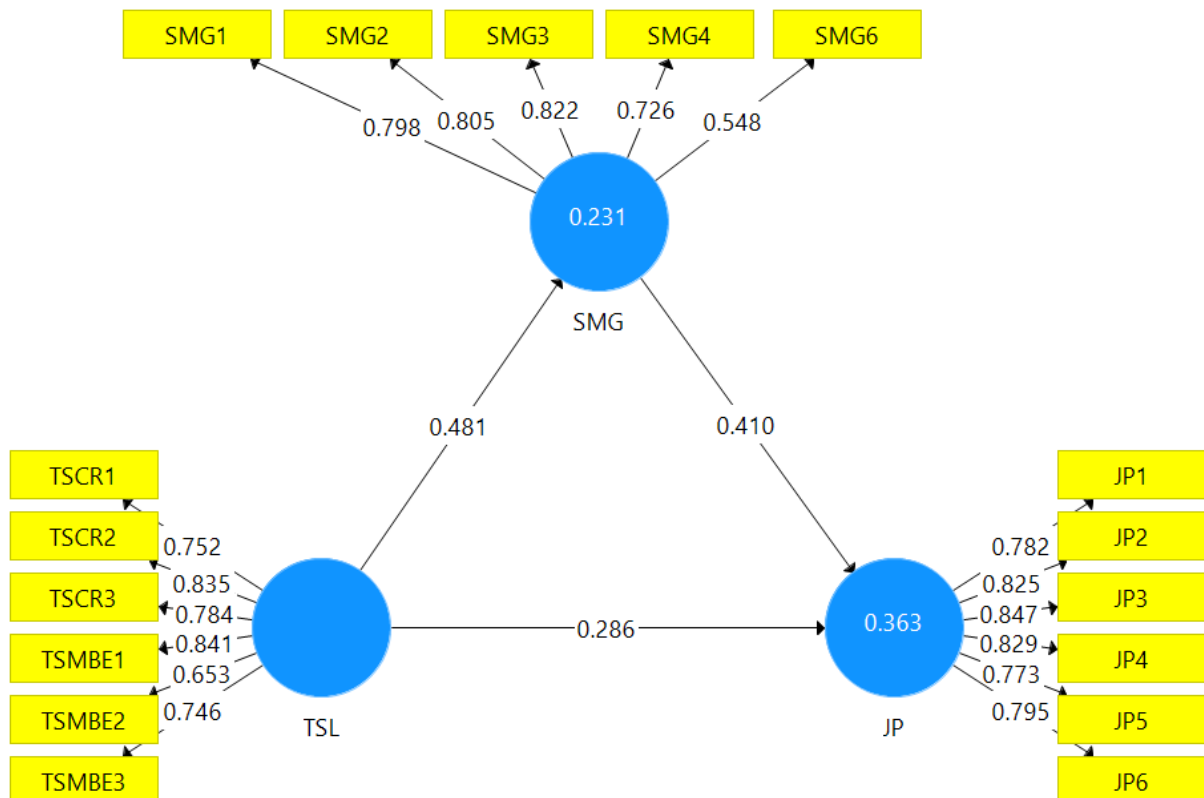 SMG1 SMG2 SMG3 SMG4 SMG6
0.798 0.805 0.822 0.726 0.548
0.231
SMG
0.481 0.410
TSCR1
TSCR2
TSCR3
TSMBE1
TSMBE2
TSMBE3
0.752
0.835
0.784
0.841
0.653
0.746
TSL
0.286
0.363
JP
0.782
0.825
0.847
0.829
0.773
0.795
JP1
JP2
JP3
JP4
JP5
JP6